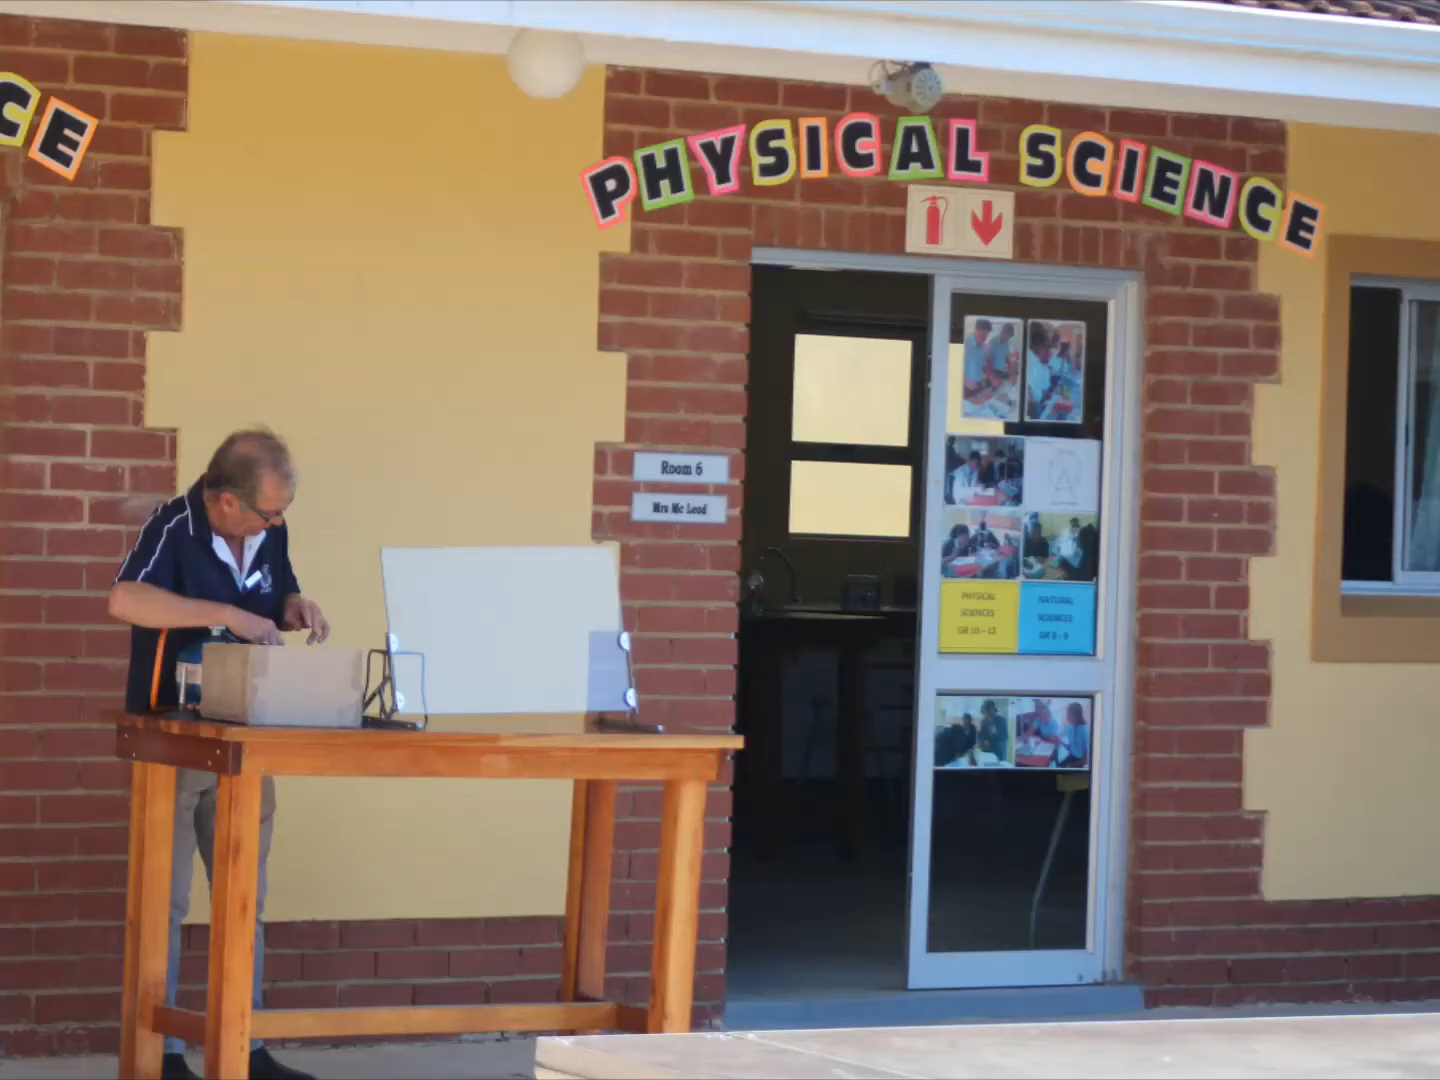 CE
PHYSICAL SCIENCE
Room 6
Mrs Mc Leod
PHYSICAL
SCIENCES
GR 10 - 12
NATURAL
SCIENCES
GR 8 - 9